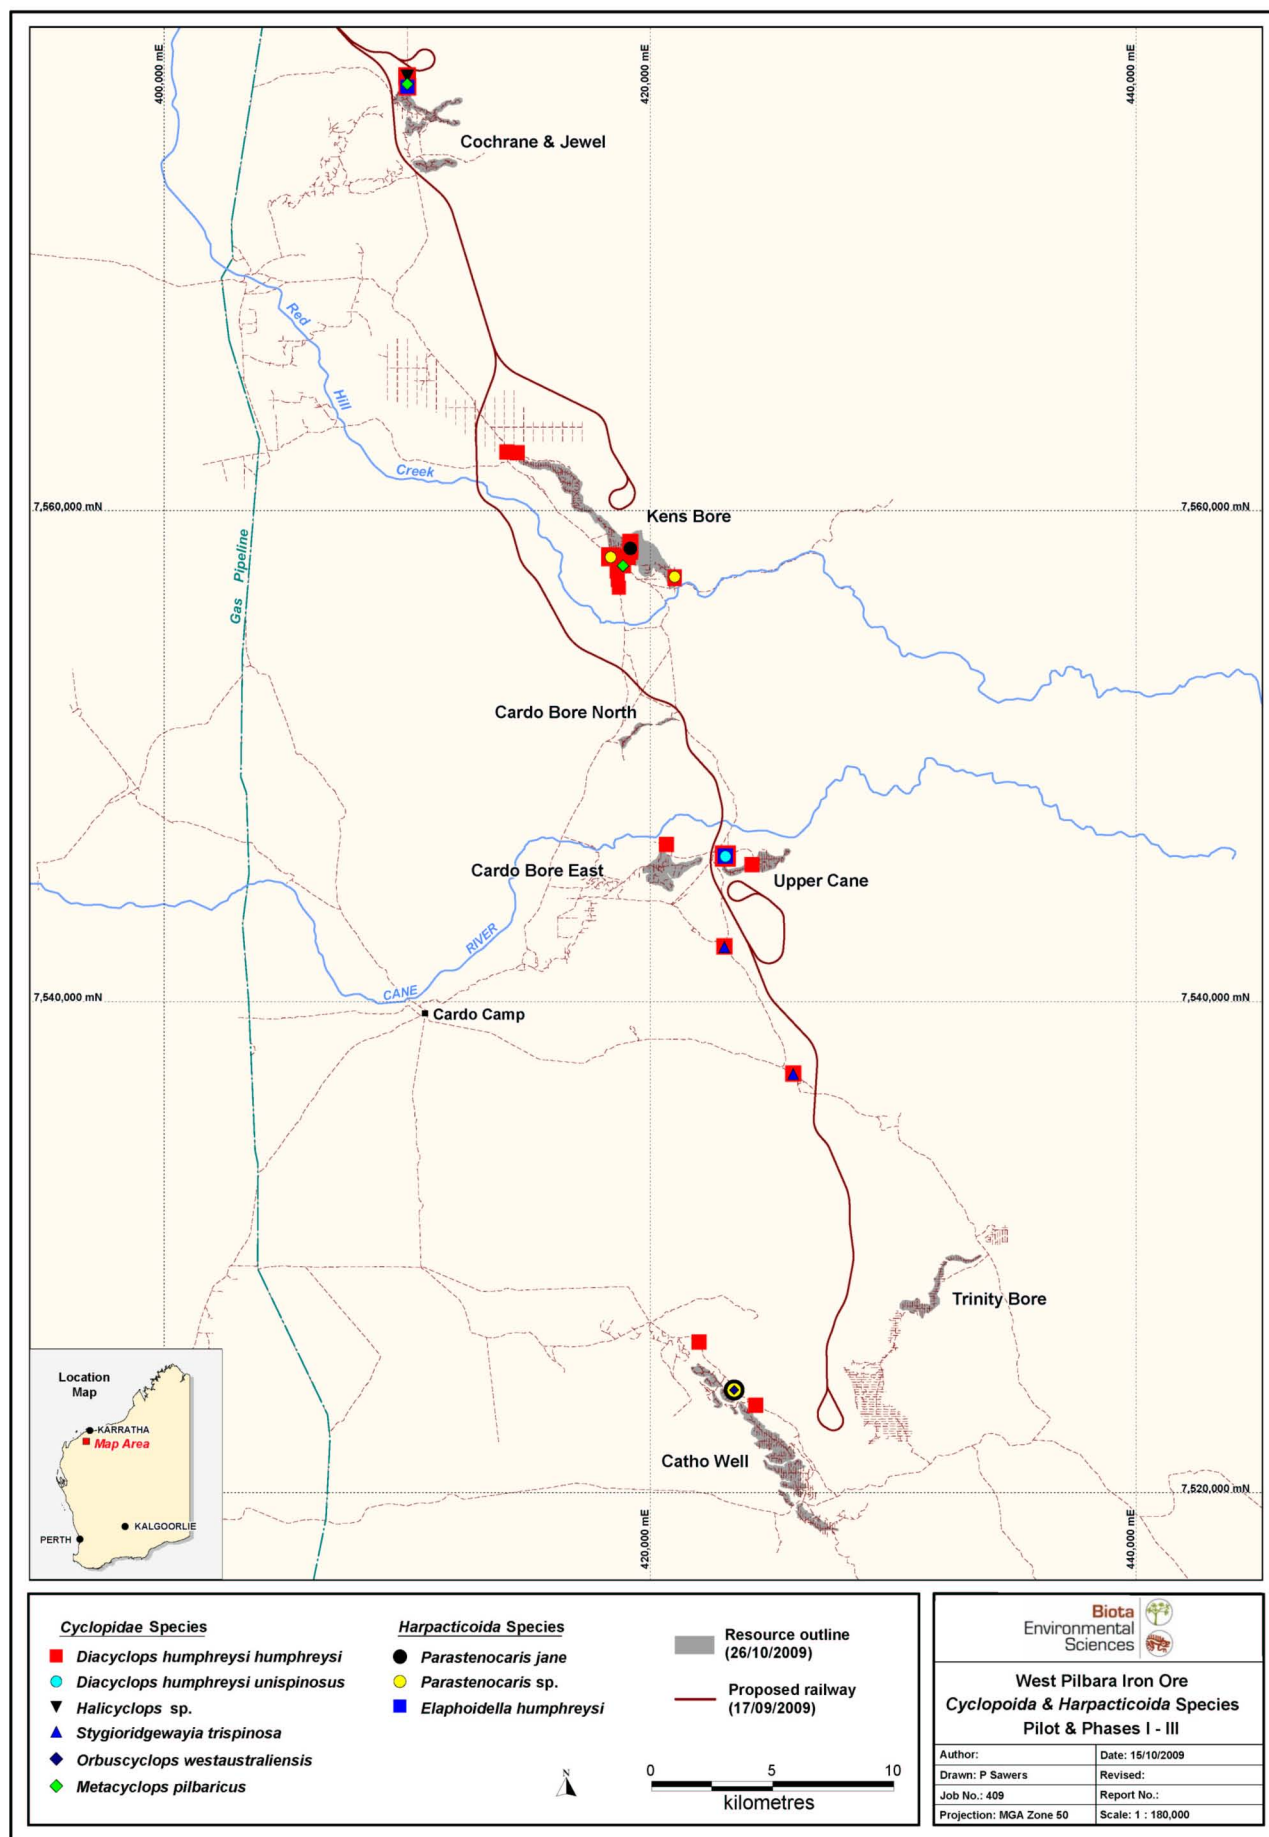 400,000 mE
420,000 mE
440,000 mE
Cochrane & Jewel
Red
Hill
Creek
7,560,000 mN
7,560,000 mN
Kens Bore
Gas Pipeline
Cardo Bore North
Cardo Bore East
Upper Cane
RIVER
CANE
7,540,000 mN
7,540,000 mN
Cardo Camp
Trinity Bore
Catho Well
7,520,000 mN
420,000 mE
440,000 mE
Location
Map
KARRATHA
Map Area
KALGOORLIE
PERTH
Cyclopidae Species
Diacyclops humphreysi humphreysi
Diacyclops humphreysi unispinosus
Halicyclops sp.
Stygioridgewayia trispinosa
Orbuscyclops westaustraliensis
Metacyclops pilbaricus
Harpacticoida Species
Parastenocaris jane
Parastenocaris sp.
Elaphoidella humphreysi
Resource outline
(26/10/2009)
Proposed railway
(17/09/2009)
N
0 5 10
kilometres
Biota
Environmental
Sciences
West Pilbara Iron Ore
Cyclopoida & Harpacticoida Species
Pilot & Phases I - III
Author: Date: 15/10/2009
Drawn: P Sawers Revised:
Job No.: 409 Report No.:
Projection: MGA Zone 50 Scale: 1 : 180,000